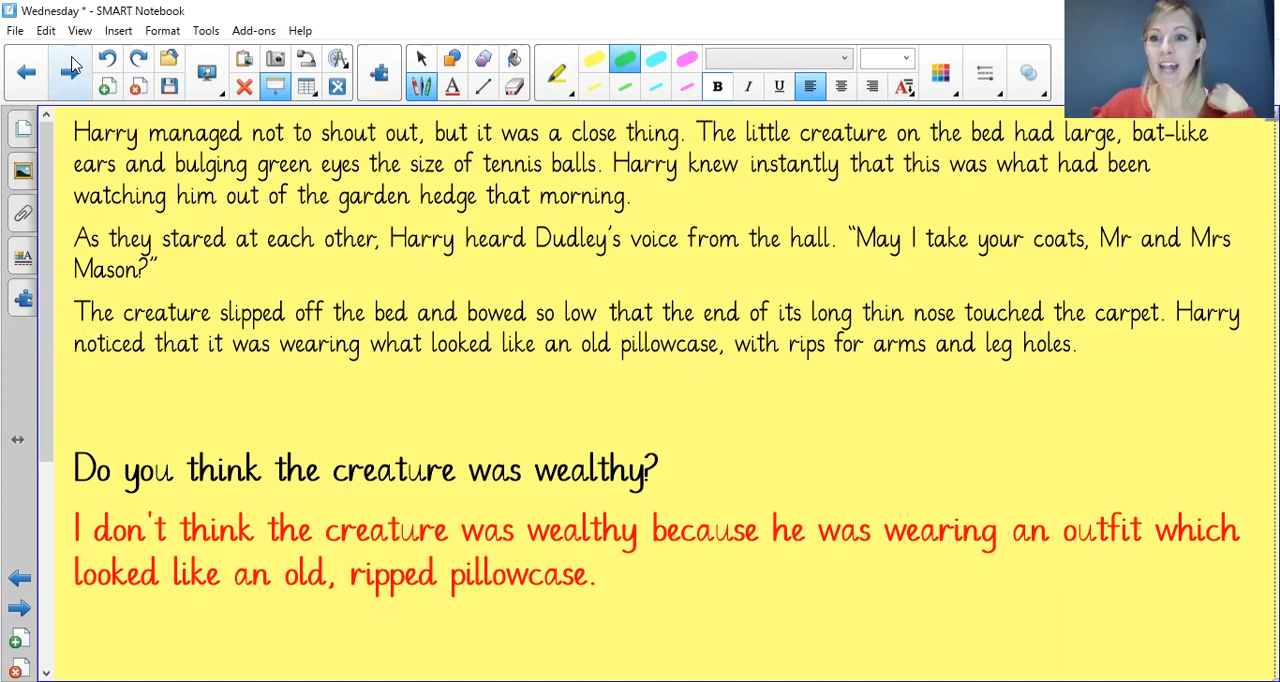 Wednesday * - SMART Notebook
File Edit View Insert Format Tools Add-ons Help
B I U
Harry managed not to shout out, but it was a close thing. The little creature on the bed had large, bat-like
ears and bulging green eyes the size of tennis balls. Harry knew instantly that this was what had been
watching him out of the garden hedge that morning.
As they stared at each other, Harry heard Dudley's voice from the hall. “May I take your coats, Mr and Mrs
Mason?”
The creature slipped off the bed and bowed so low that the end of its long thin nose touched the carpet. Harry
noticed that it was wearing what looked like an old pillowcase, with rips for arms and leg holes.
Do you think the creature was wealthy?
I don't think the creature was wealthy because he was wearing an outfit which
looked like an old, ripped pillowcase.